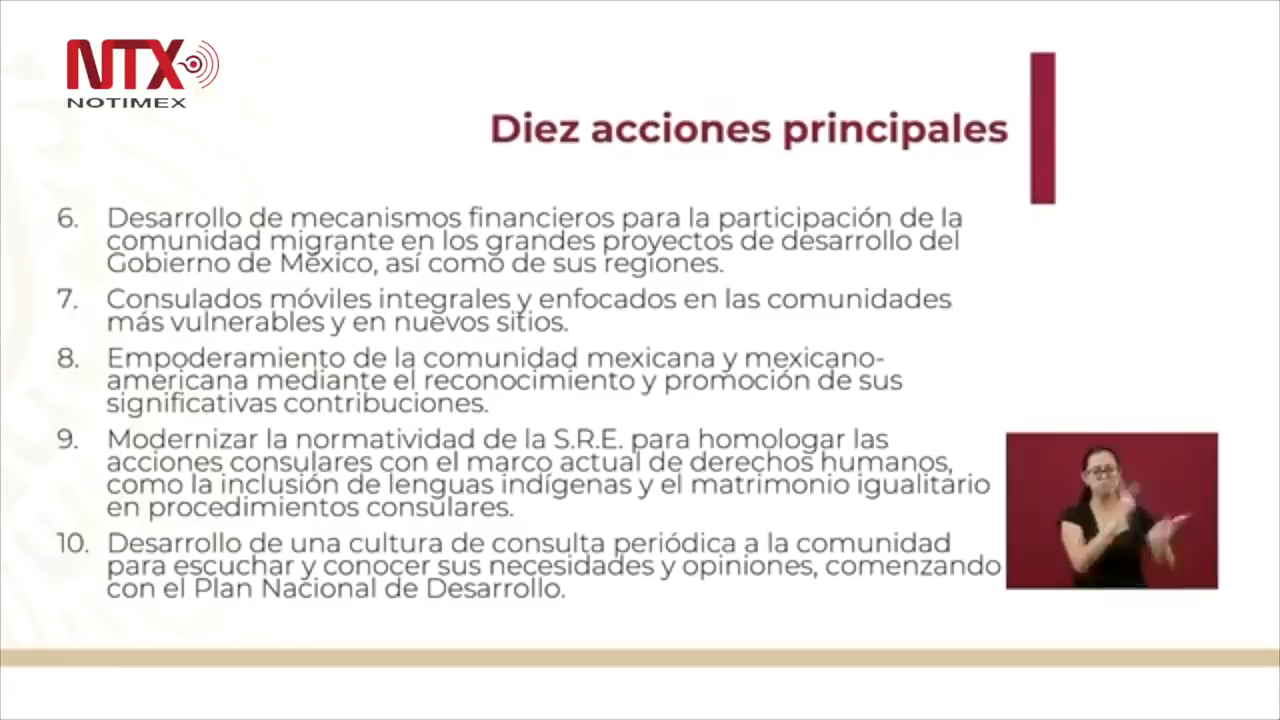 NTX
NOTIMEX
Diez acciones principales
6. Desarrollo de mecanismos financieros para la participación de la
comunidad migrante en los grandes proyectos de desarrollo del
Gobierno de México, así como de sus regiones.
7. Consulados móviles integrales y enfocados en las comunidades
más vulnerables y en nuevos sitios.
8. Empoderamiento de la comunidad mexicana y mexicano-
americana mediante el reconocimiento y promoción de sus
significativas contribuciones.
9. Modernizar la normatividad de la S.R.E. para homologar las
acciones consulares con el marco actual de derechos humanos,
como la inclusión de lenguas indígenas y el matrimonio igualitario
en procedimientos consulares.
10. Desarrollo de una cultura de consulta periódica a la comunidad
para escuchar y conocer sus necesidades y opiniones, comenzando
con el Plan Nacional de Desarrollo.